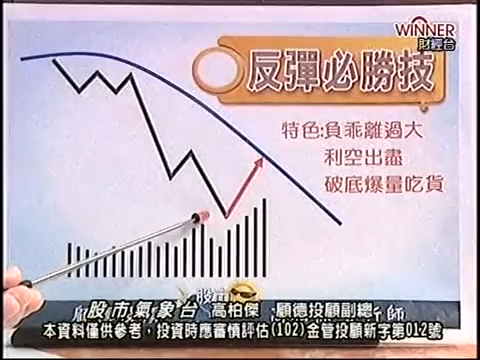 WINNER
財經台
反彈必勝技
特色:負乖離過大
利空出盡
破底爆量吃貨
股市
師
股市氣象台 高柏傑 顧德投顧副總
本資料僅供參考，投資時應審慎評估(102)金管投顧新字第012號